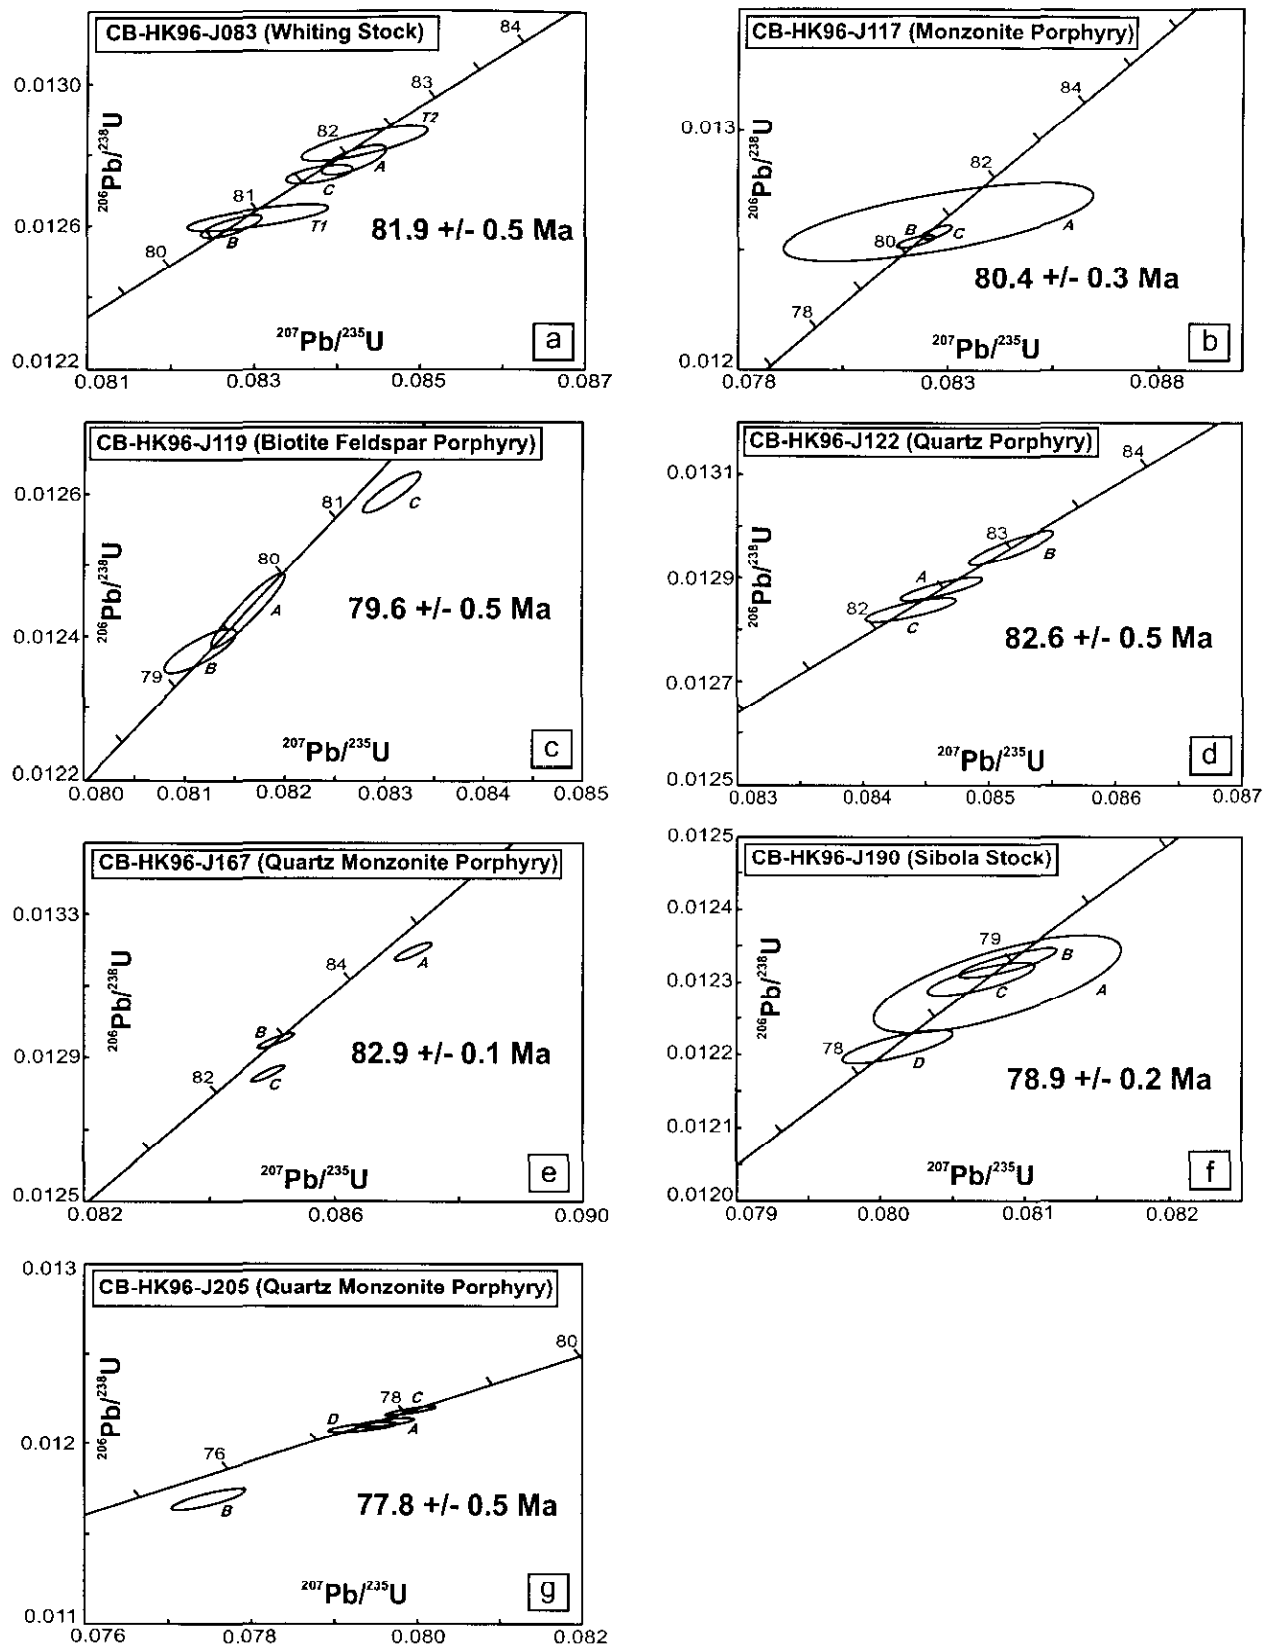 CB-HK96-J083 (Whiting Stock)
84
0.0130
83
T2
82
A
C
81
T1
0.0126
B
80
81.9 +/- 0.5 Ma
²⁰⁶Pb/²³⁸U
²⁰⁷Pb/²³⁵U
a
0.0122
0.081
0.083
0.085
0.087
CB-HK96-J117 (Monzonite Porphyry)
84
0.013
82
A
B
C
80
78
80.4 +/- 0.3 Ma
²⁰⁶Pb/²³⁸U
²⁰⁷Pb/²³⁵U
b
0.012
0.078
0.083
0.088
CB-HK96-J119 (Biotite Feldspar Porphyry)
0.0126
81
C
80
A
79.6 +/- 0.5 Ma
0.0124
B
79
²⁰⁶Pb/²³⁸U
²⁰⁷Pb/²³⁵U
c
0.0122
0.080
0.081
0.082
0.083
0.084
0.085
CB-HK96-J122 (Quartz Porphyry)
84
0.0131
83
B
A
0.0129
82
C
82.6 +/- 0.5 Ma
0.0127
²⁰⁶Pb/²³⁸U
²⁰⁷Pb/²³⁵U
d
0.0125
0.083
0.084
0.085
0.086
0.087
CB-HK96-J167 (Quartz Monzonite Porphyry)
0.0133
84
A
B
0.0129
82
C
82.9 +/- 0.1 Ma
²⁰⁶Pb/²³⁸U
²⁰⁷Pb/²³⁵U
e
0.0125
0.082
0.086
0.090
0.0125
CB-HK96-J190 (Sibola Stock)
0.0124
79
B
0.0123
C
A
78
D
0.0122
78.9 +/- 0.2 Ma
0.0121
²⁰⁶Pb/²³⁸U
²⁰⁷Pb/²³⁵U
f
0.0120
0.079
0.080
0.081
0.082
0.013
CB-HK96-J205 (Quartz Monzonite Porphyry)
80
78
C
D
A
0.012
76
B
77.8 +/- 0.5 Ma
²⁰⁶Pb/²³⁸U
²⁰⁷Pb/²³⁵U
g
0.011
0.076
0.078
0.080
0.082